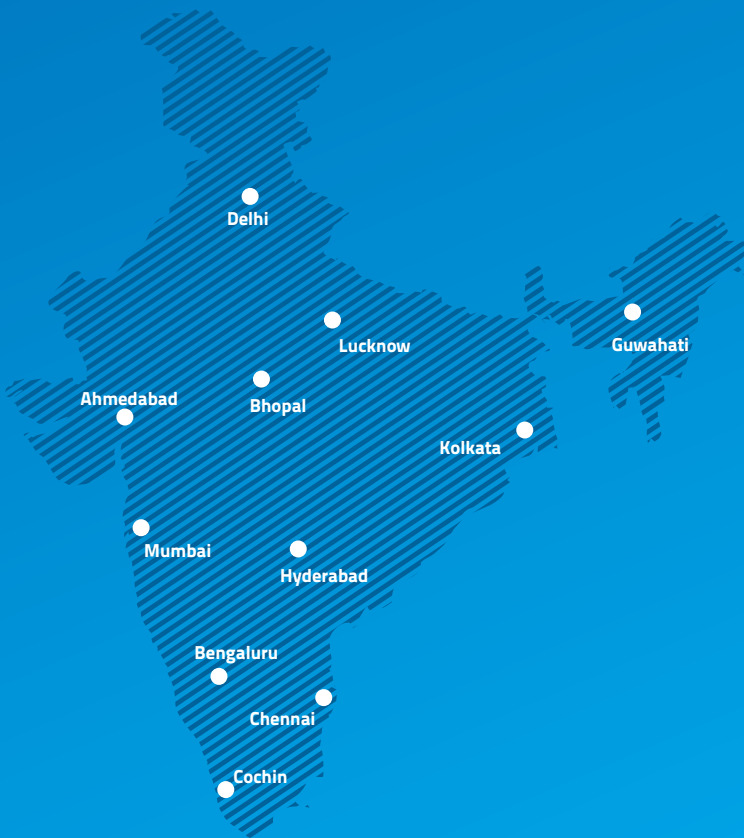 Delhi
Lucknow
Guwahati
Ahmedabad
Bhopal
Kolkata
Mumbai
Hyderabad
Bengaluru
Chennai
Cochin